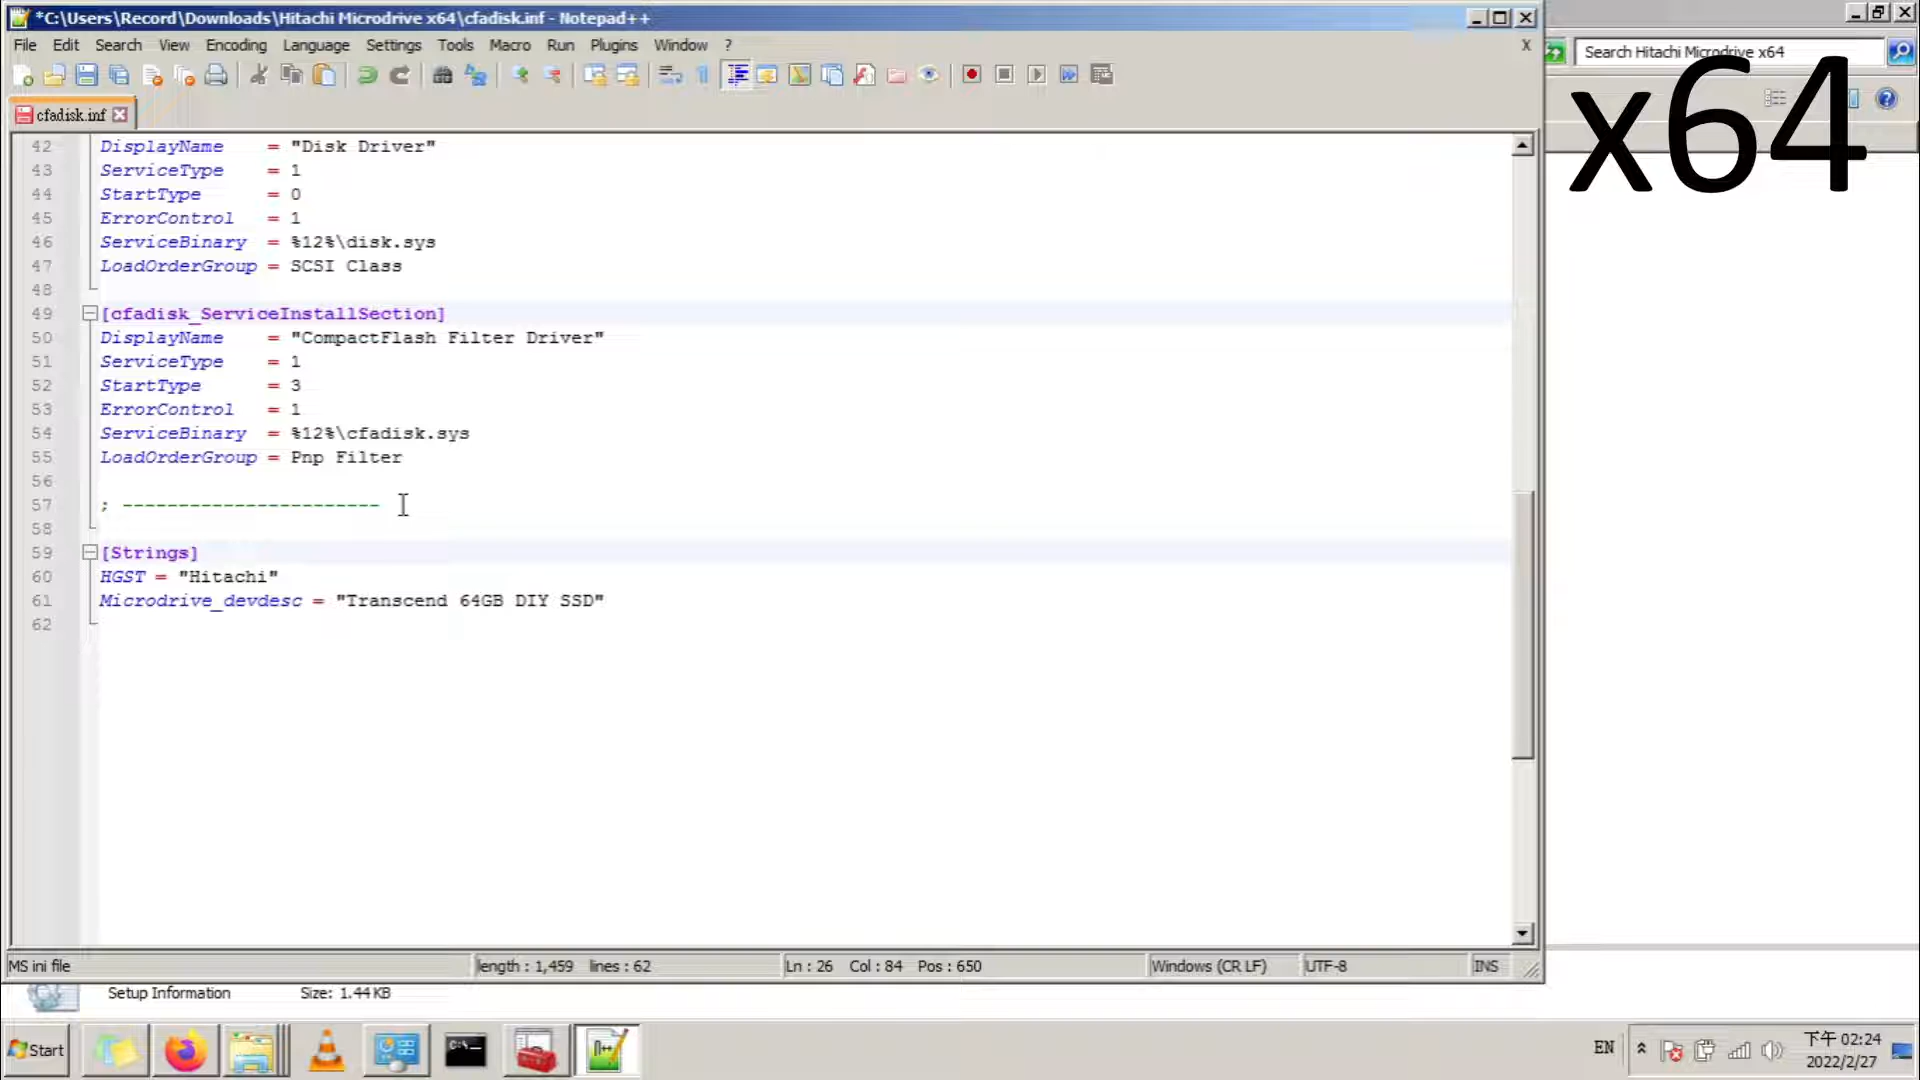 *C:\Users\Record\Downloads\Hitachi Microdrive x64\cfadisk.inf - Notepad++
File Edit Search View Encoding Language Settings Tools Macro Run Plugins Window ? X
Search Hitachi Microdrive x64
x64
cfadisk.inf
42 DisplayName = "Disk Driver"
43 ServiceType = 1
44 StartType = 0
45 ErrorControl = 1
46 ServiceBinary = %12%\disk.sys
47 LoadOrderGroup = SCSI Class
48
49 [cfadisk_ServiceInstallSection]
50 DisplayName = "CompactFlash Filter Driver"
51 ServiceType = 1
52 StartType = 3
53 ErrorControl = 1
54 ServiceBinary = %12%\cfadisk.sys
55 LoadOrderGroup = Pnp Filter
56
57 ; -----------------------
58
59 [Strings]
60 HGST = "Hitachi"
61 Microdrive_devdesc = "Transcend 64GB DIY SSD"
62
MS ini file length : 1,459 lines : 62 Ln : 26 Col : 84 Pos : 650 Windows (CR LF) UTF-8 INS
Setup Information Size: 1.44 KB
Start
C:\_
EN
下午 02:24
2022/2/27